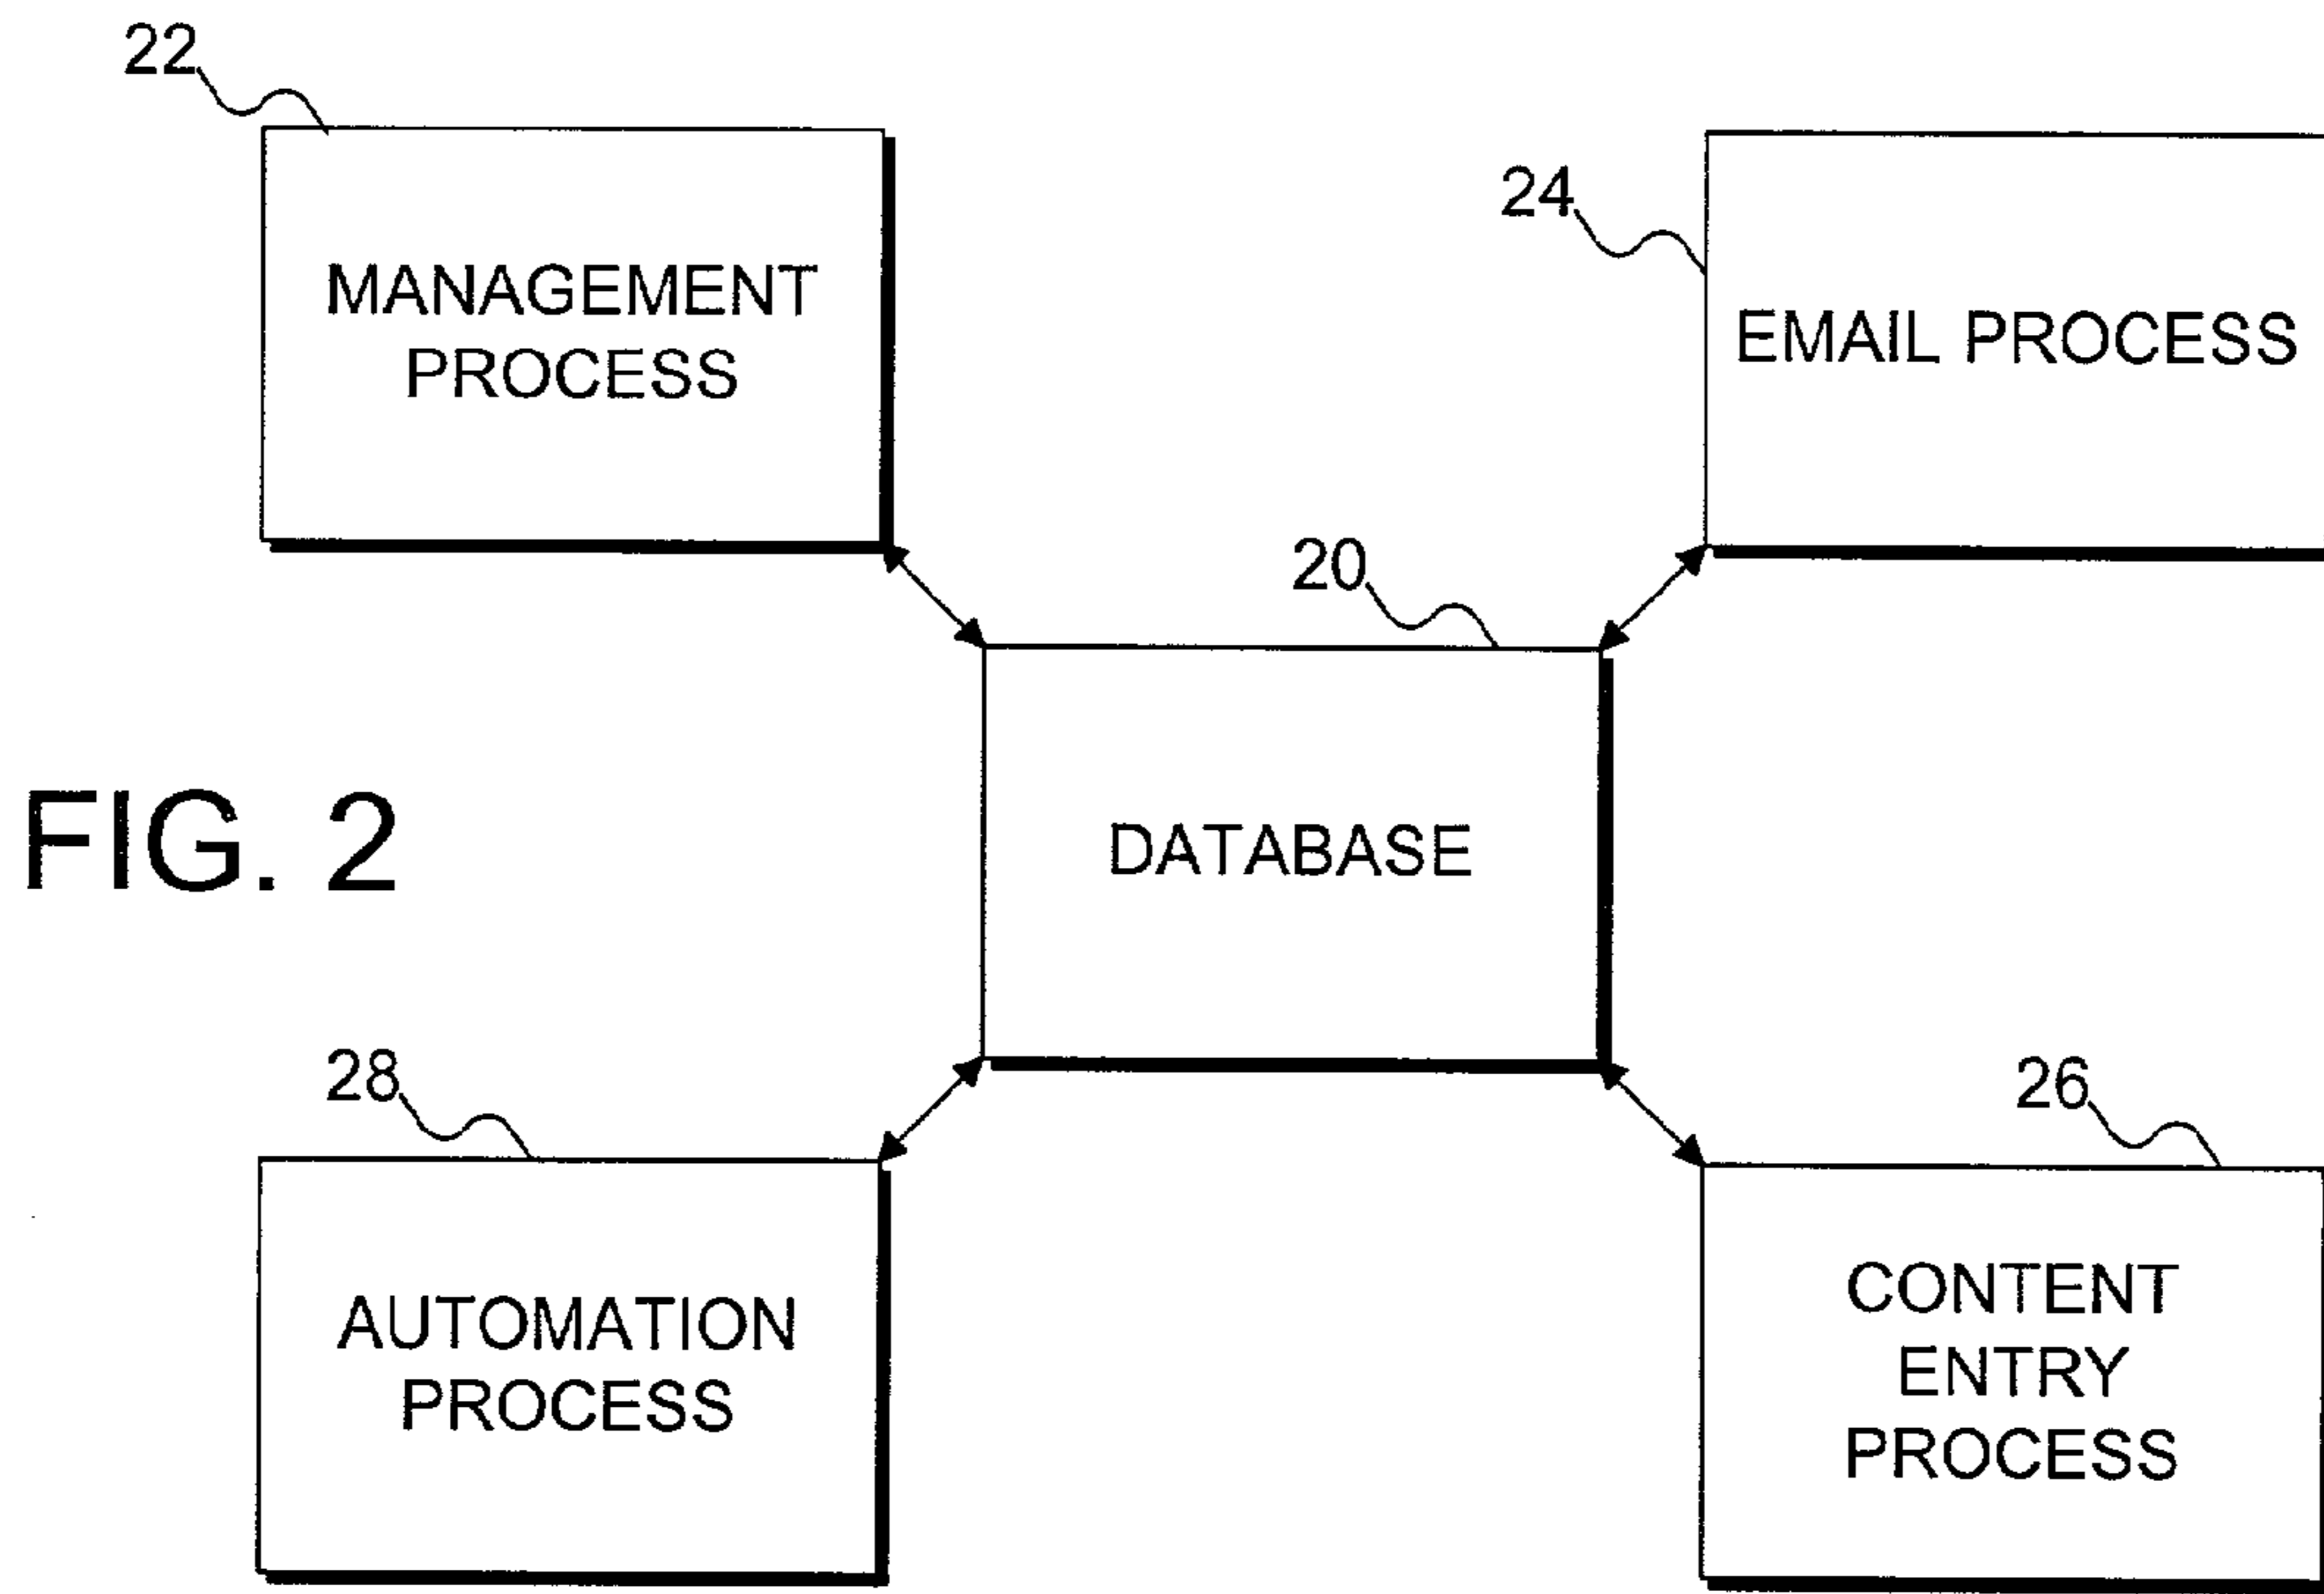 22
MANAGEMENT
PROCESS
24
EMAIL PROCESS
20
DATABASE
FIG. 2
28
AUTOMATION
PROCESS
26
CONTENT
ENTRY
PROCESS